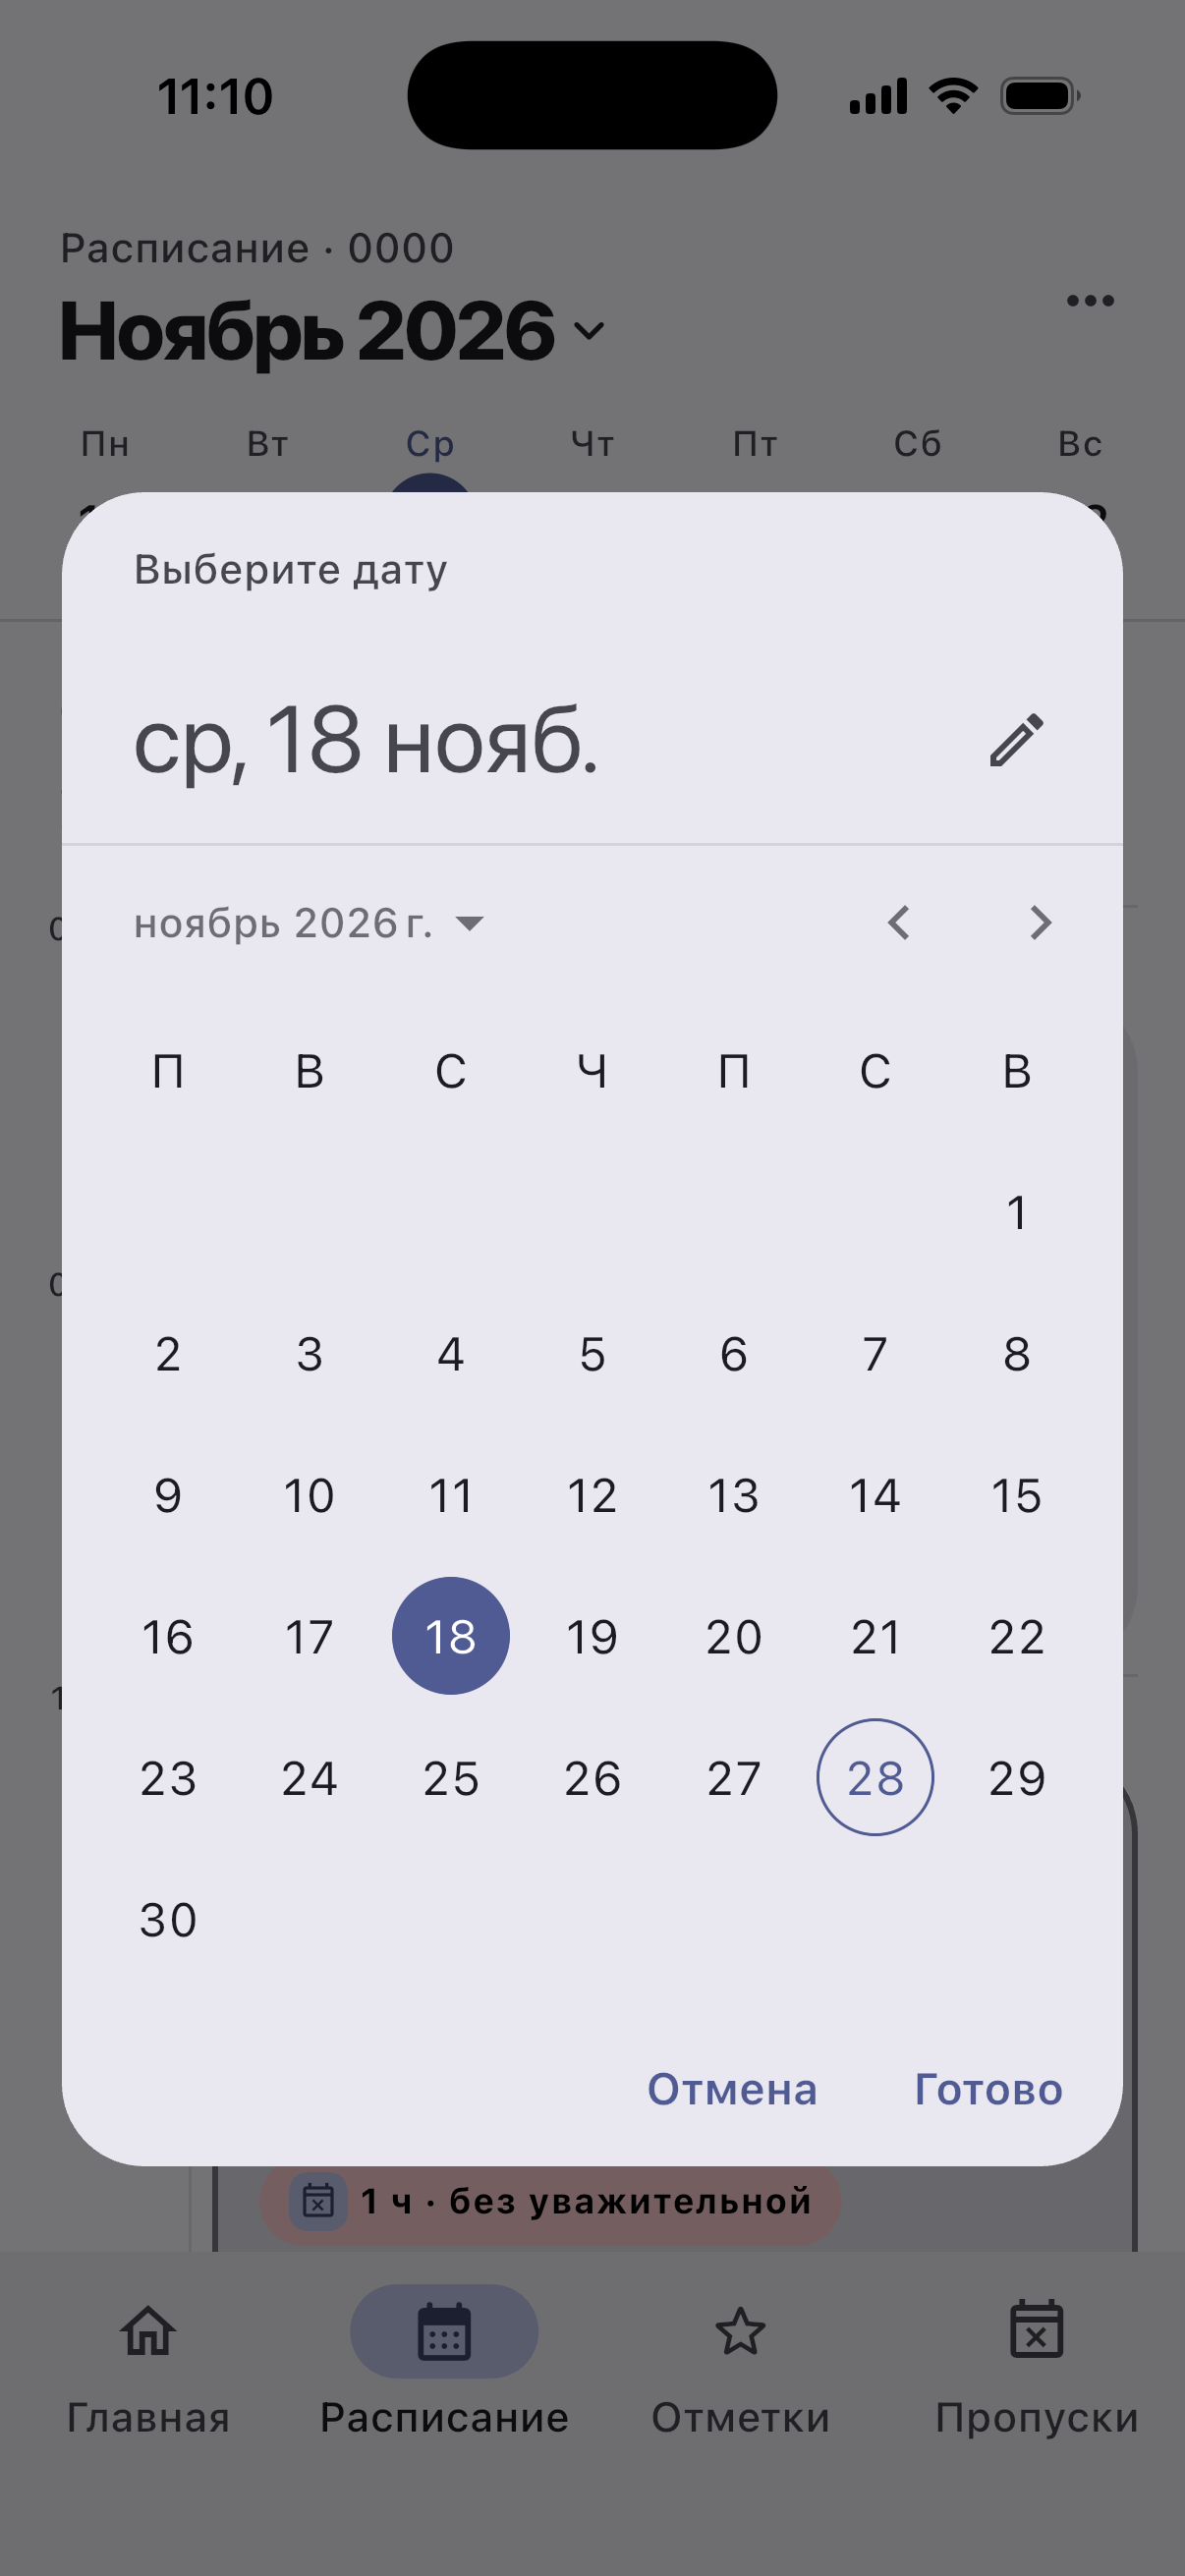 11:10
Расписание · 0000
Ноябрь 2026
Пн Вт Ср Чт Пт Сб Вс
Выберите дату
ср, 18 нояб.
ноябрь 2026 г.
П В С Ч П С В
1
2 3 4 5 6 7 8
9 10 11 12 13 14 15
16 17 18 19 20 21 22
23 24 25 26 27 28 29
30
Отмена Готово
1 ч · без уважительной
Главная Расписание Отметки Пропуски